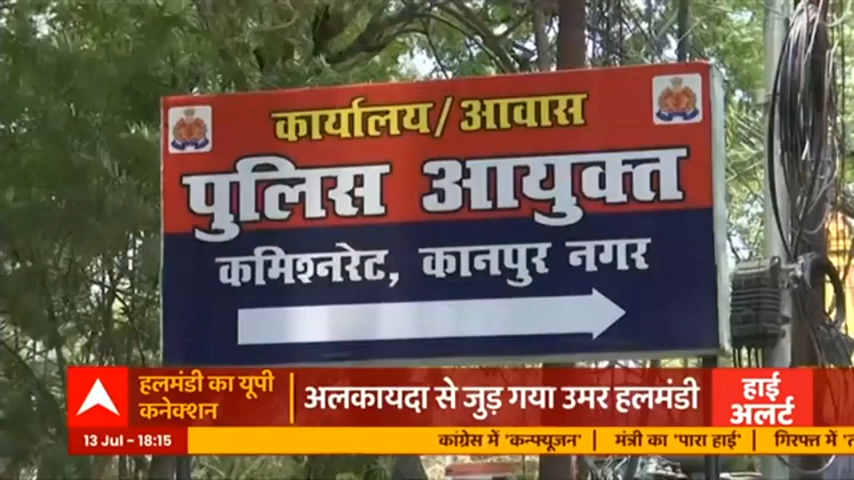 कार्यालय/आवास
पुलिस आयुक्त
कमिश्नरेट, कानपुर नगर
हलमंडी का यूपी
कनेक्शन
अलकायदा से जुड़ गया उमर हलमंडी
हाई
अलर्ट
13 Jul - 18:15
कांग्रेस में 'कन्फ्यूजन' | मंत्री का 'पारा हाई' | गिरफ्त में